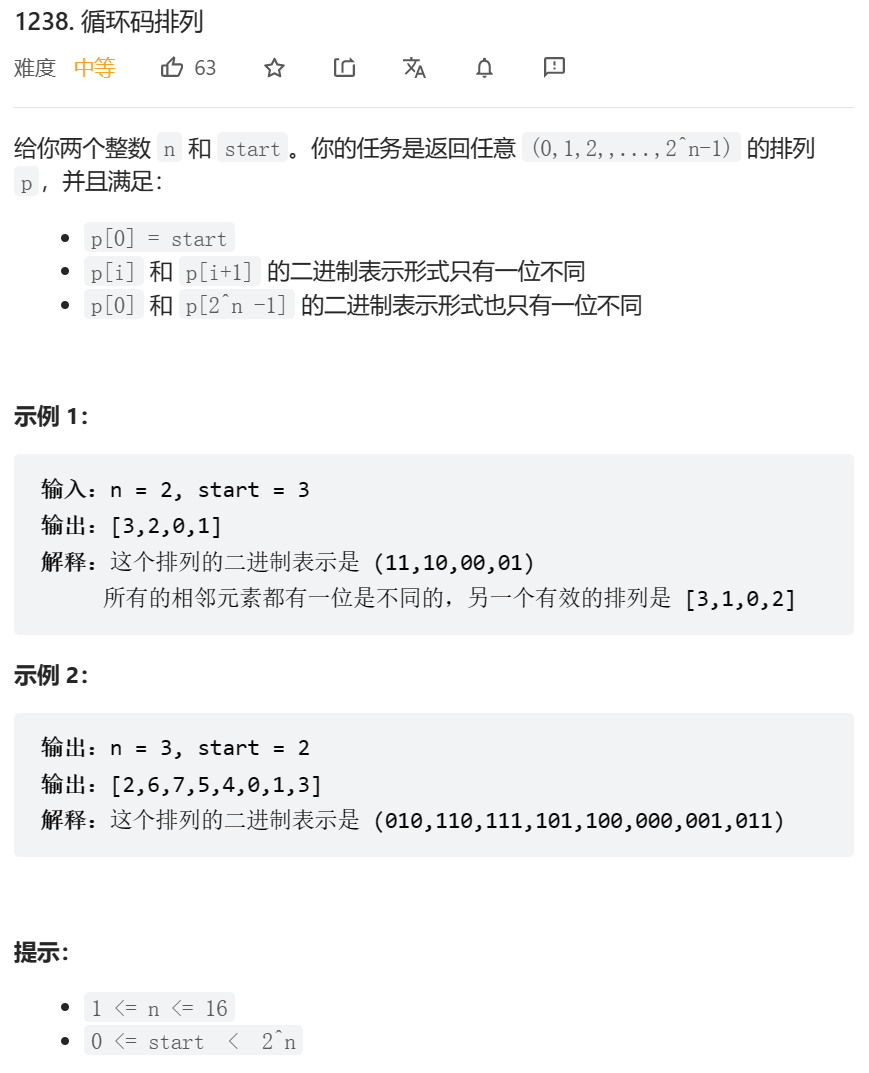 1238. 循环码排列
难度 中等 63
给你两个整数 n 和 start。你的任务是返回任意 (0,1,2,,...,2^n-1) 的排列
p，并且满足：
p[0] = start
p[i] 和 p[i+1] 的二进制表示形式只有一位不同
p[0] 和 p[2^n -1] 的二进制表示形式也只有一位不同
示例 1：
输入：n = 2, start = 3
输出：[3,2,0,1]
解释：这个排列的二进制表示是 (11,10,00,01)
所有的相邻元素都有一位是不同的，另一个有效的排列是 [3,1,0,2]
示例 2：
输出：n = 3, start = 2
输出：[2,6,7,5,4,0,1,3]
解释：这个排列的二进制表示是 (010,110,111,101,100,000,001,011)
提示：
1 <= n <= 16
0 <= start < 2^n